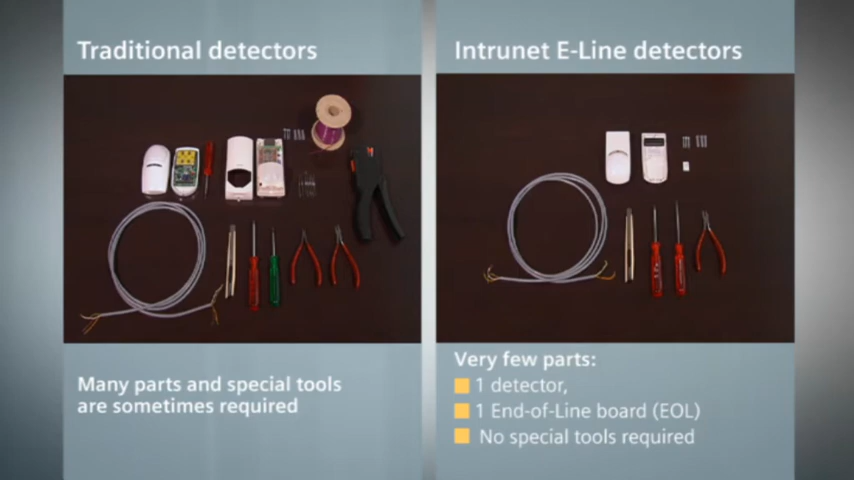 Traditional detectors
Many parts and special tools
are sometimes required
Intrunet E-Line detectors
Very few parts:
1 detector,
1 End-of-Line board (EOL)
No special tools required